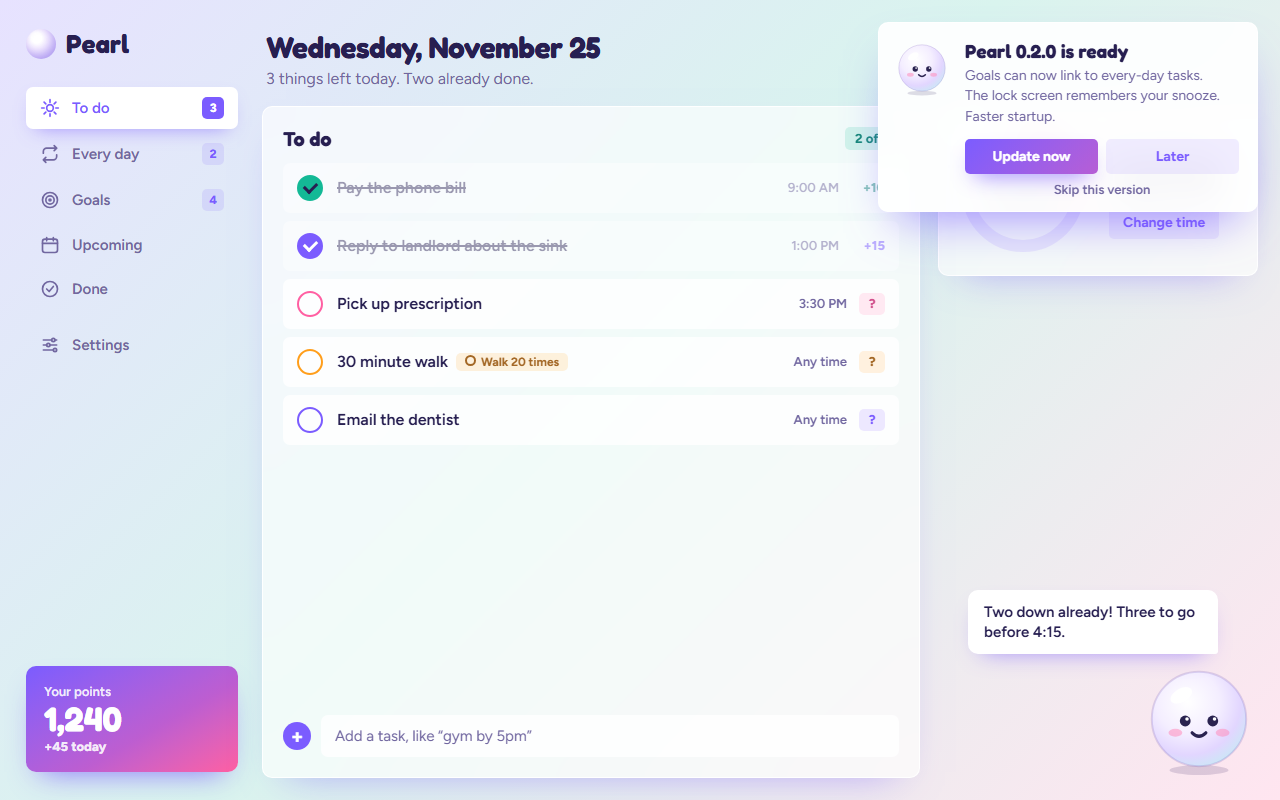 Pearl
To do 3
Every day 2
Goals 4
Upcoming
Done
Settings
Your points
1,240
+45 today
Wednesday, November 25
3 things left today. Two already done.
To do
2 of
Pay the phone bill 9:00 AM
Reply to landlord about the sink 1:00 PM +15
Pick up prescription 3:30 PM ?
30 minute walk Walk 20 times Any time ?
Email the dentist Any time ?
+ Add a task, like “gym by 5pm”
Pearl 0.2.0 is ready
Goals can now link to every-day tasks.
The lock screen remembers your snooze.
Faster startup.
Update now Later
Skip this version
Change time
Two down already! Three to go
before 4:15.